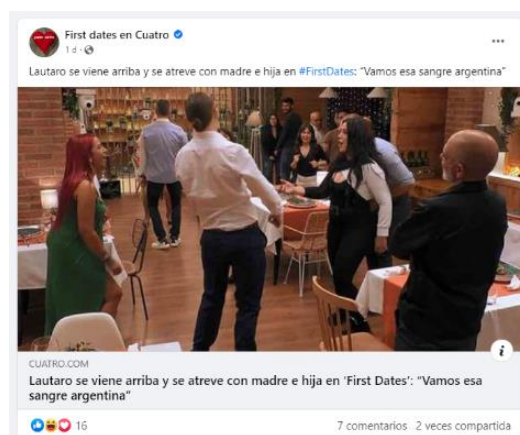 First dates en Cuatro
1 d ·
Lautaro se viene arriba y se atreve con madre e hija en #FirstDates: “Vamos esa sangre argentina”
CUATRO.COM
Lautaro se viene arriba y se atreve con madre e hija en 'First Dates': “Vamos esa
sangre argentina”
16
7 comentarios 2 veces compartida